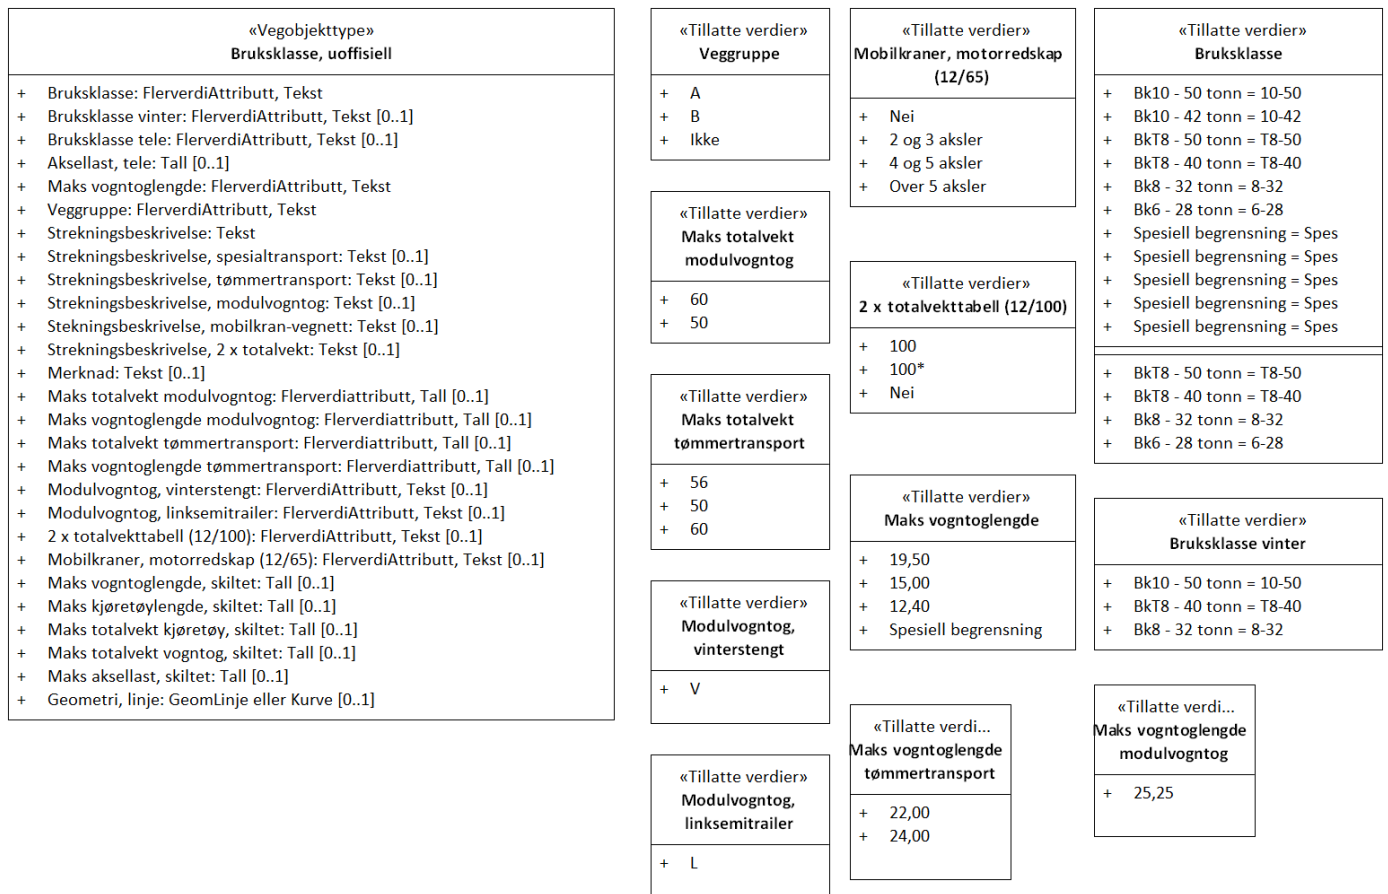 «Vegobjekttype»
Bruksklasse, uoffisiell
+ Bruksklasse: FlerverdiAttributt, Tekst
+ Bruksklasse vinter: FlerverdiAttributt, Tekst [0..1]
+ Bruksklasse tele: FlerverdiAttributt, Tekst [0..1]
+ Aksellast, tele: Tall [0..1]
+ Maks vogntoglengde: FlerverdiAttributt, Tekst
+ Veggruppe: FlerverdiAttributt, Tekst
+ Strekningsbeskrivelse: Tekst
+ Strekningsbeskrivelse, spesialtransport: Tekst [0..1]
+ Strekningsbeskrivelse, tømmertransport: Tekst [0..1]
+ Strekningsbeskrivelse, modulvogntog: Tekst [0..1]
+ Stekningsbeskrivelse, mobilkran-vegnett: Tekst [0..1]
+ Strekningsbeskrivelse, 2 x totalvekt: Tekst [0..1]
+ Merknad: Tekst [0..1]
+ Maks totalvekt modulvogntog: Flerverdiattributt, Tall [0..1]
+ Maks vogntoglengde modulvogntog: Flerverdiattributt, Tall [0..1]
+ Maks totalvekt tømmertransport: Flerverdiattributt, Tall [0..1]
+ Maks vogntoglengde tømmertransport: Flerverdiattributt, Tall [0..1]
+ Modulvogntog, vinterstengt: FlerverdiAttributt, Tekst [0..1]
+ Modulvogntog, linksemitrailer: FlerverdiAttributt, Tekst [0..1]
+ 2 x totalvekttabell (12/100): FlerverdiAttributt, Tekst [0..1]
+ Mobilkraner, motorredskap (12/65): FlerverdiAttributt, Tekst [0..1]
+ Maks vogntoglengde, skiltet: Tall [0..1]
+ Maks kjøretøylengde, skiltet: Tall [0..1]
+ Maks totalvekt kjøretøy, skiltet: Tall [0..1]
+ Maks totalvekt vogntog, skiltet: Tall [0..1]
+ Maks aksellast, skiltet: Tall [0..1]
+ Geometri, linje: GeomLinje eller Kurve [0..1]
«Tillatte verdier»
Veggruppe
+ A
+ B
+ Ikke
«Tillatte verdier»
Maks totalvekt
modulvogntog
+ 60
+ 50
«Tillatte verdier»
Maks totalvekt
tømmertransport
+ 56
+ 50
+ 60
«Tillatte verdier»
Modulvogntog,
vinterstengt
+ V
«Tillatte verdier»
Modulvogntog,
linksemitrailer
+ L
«Tillatte verdier»
Mobilkraner, motorredskap
(12/65)
+ Nei
+ 2 og 3 aksler
+ 4 og 5 aksler
+ Over 5 aksler
«Tillatte verdier»
2 x totalvekttabell (12/100)
+ 100
+ 100*
+ Nei
«Tillatte verdier»
Maks vogntoglengde
+ 19,50
+ 15,00
+ 12,40
+ Spesiell begrensning
«Tillatte verdi...
Maks vogntoglengde
tømmertransport
+ 22,00
+ 24,00
«Tillatte verdier»
Bruksklasse
+ Bk10 - 50 tonn = 10-50
+ Bk10 - 42 tonn = 10-42
+ BkT8 - 50 tonn = T8-50
+ BkT8 - 40 tonn = T8-40
+ Bk8 - 32 tonn = 8-32
+ Bk6 - 28 tonn = 6-28
+ Spesiell begrensning = Spes
+ Spesiell begrensning = Spes
+ Spesiell begrensning = Spes
+ Spesiell begrensning = Spes
+ Spesiell begrensning = Spes
+ BkT8 - 50 tonn = T8-50
+ BkT8 - 40 tonn = T8-40
+ Bk8 - 32 tonn = 8-32
+ Bk6 - 28 tonn = 6-28
«Tillatte verdier»
Bruksklasse vinter
+ Bk10 - 50 tonn = 10-50
+ BkT8 - 40 tonn = T8-40
+ Bk8 - 32 tonn = 8-32
«Tillatte verdi...
Maks vogntoglengde
modulvogntog
+ 25,25